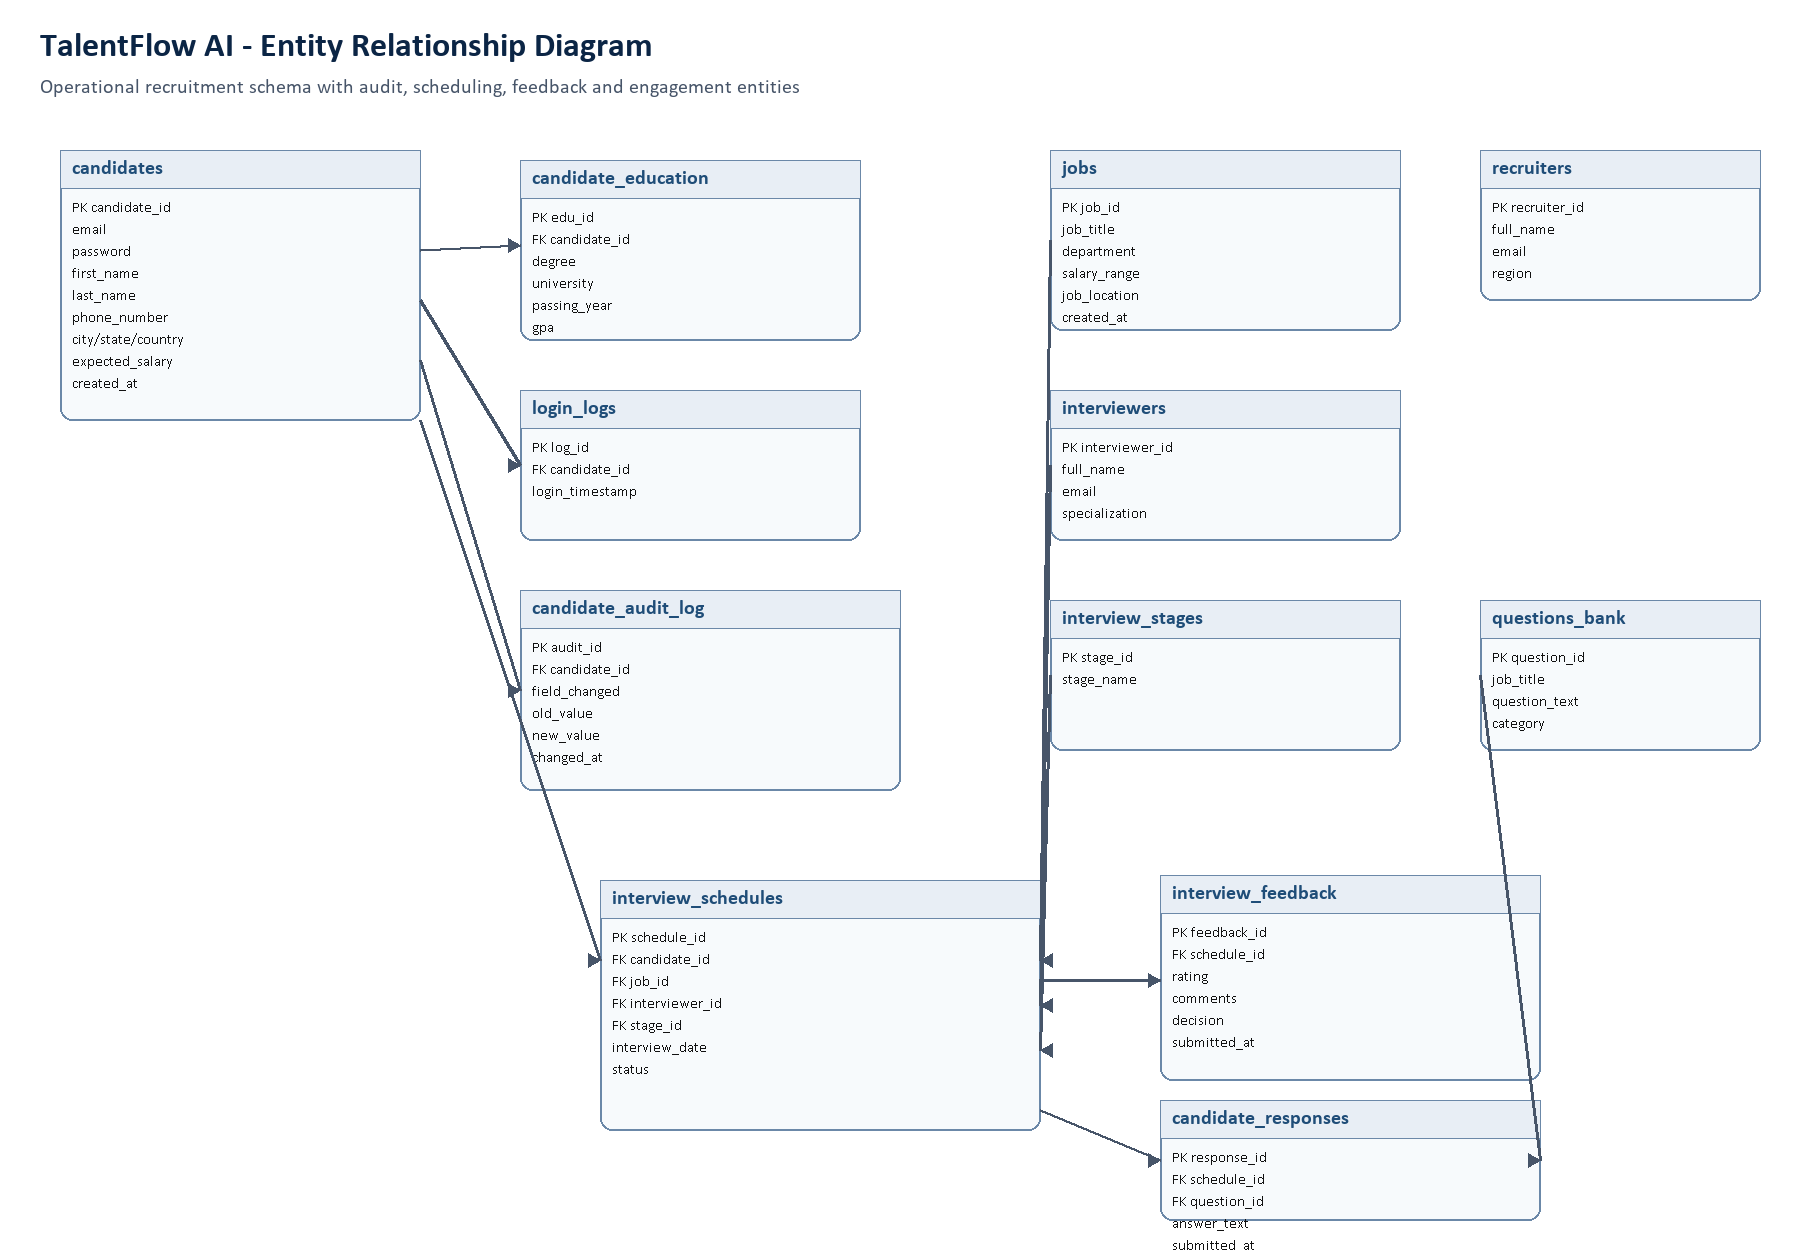 TalentFlow AI - Entity Relationship Diagram
Operational recruitment schema with audit, scheduling, feedback and engagement entities
candidates
PK candidate_id
email
password
first_name
last_name
phone_number
city/state/country
expected_salary
created_at
candidate_education
PK edu_id
FK candidate_id
degree
university
passing_year
gpa
jobs
PK job_id
job_title
department
salary_range
job_location
created_at
recruiters
PK recruiter_id
full_name
email
region
login_logs
PK log_id
FK candidate_id
login_timestamp
interviewers
PK interviewer_id
full_name
email
specialization
candidate_audit_log
PK audit_id
FK candidate_id
field_changed
old_value
new_value
changed_at
interview_stages
PK stage_id
stage_name
questions_bank
PK question_id
job_title
question_text
category
interview_schedules
PK schedule_id
FK candidate_id
FK job_id
FK interviewer_id
FK stage_id
interview_date
status
interview_feedback
PK feedback_id
FK schedule_id
rating
comments
decision
submitted_at
candidate_responses
PK response_id
FK schedule_id
FK question_id
answer_text
submitted_at